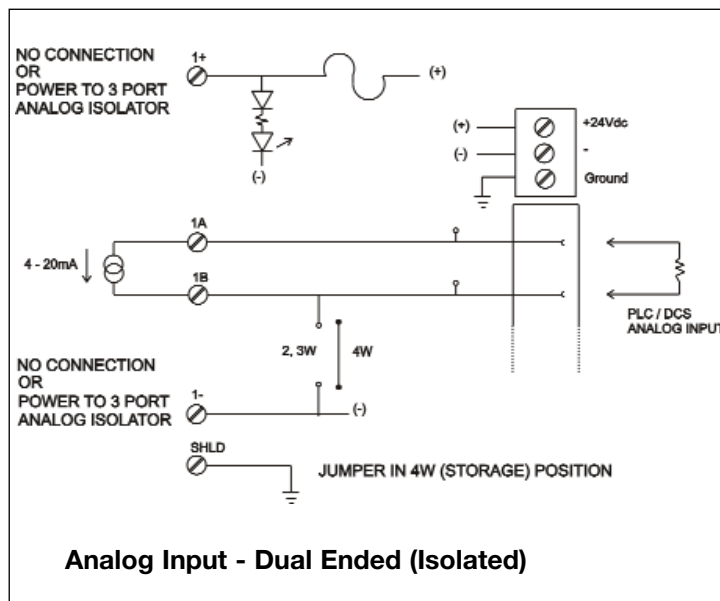 NO CONNECTION
OR
POWER TO 3 PORT
ANALOG ISOLATOR
1+
(+)
(-)
(+)
(-)
+24Vdc
-
Ground
1A
4 - 20mA
1B
PLC / DCS
ANALOG INPUT
2, 3W
4W
NO CONNECTION
OR
POWER TO 3 PORT
ANALOG ISOLATOR
1-
(-)
SHLD
JUMPER IN 4W (STORAGE) POSITION
Analog Input - Dual Ended (Isolated)